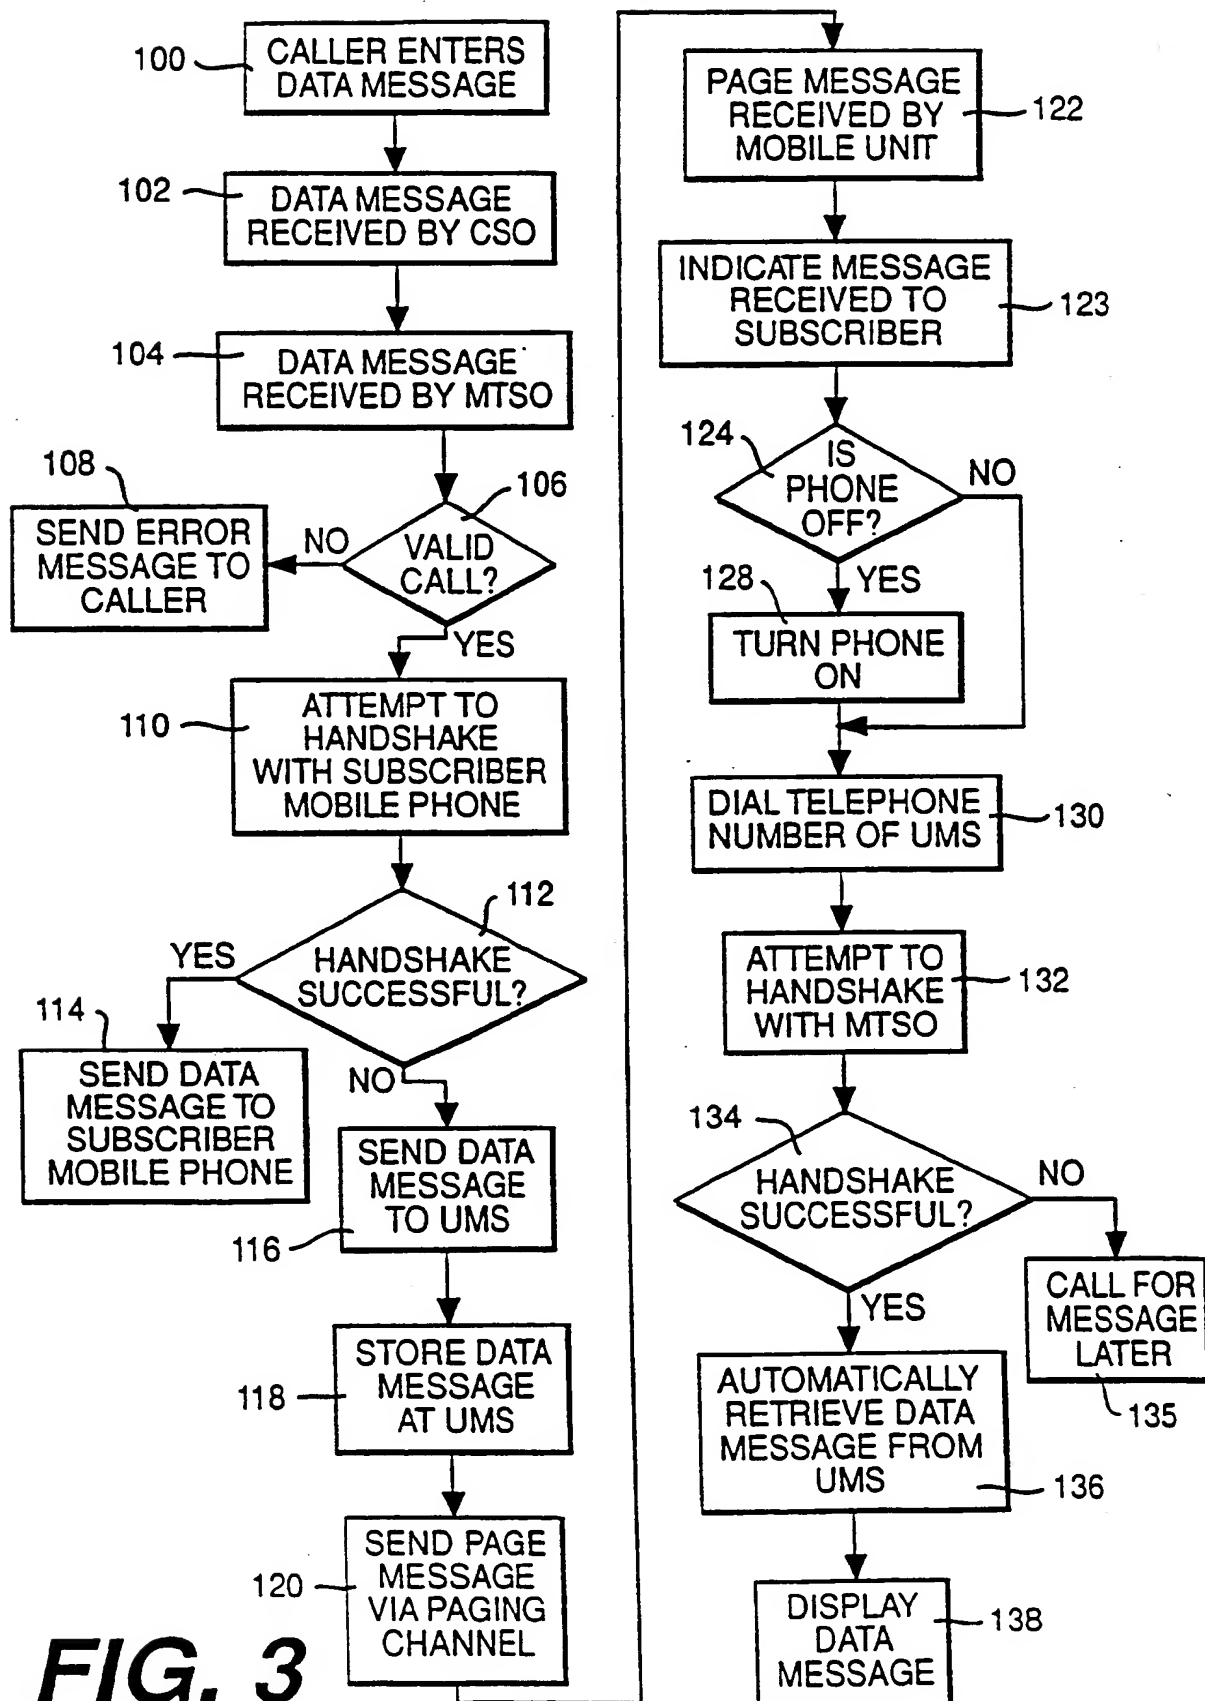 100
CALLER ENTERS
DATA MESSAGE
102
DATA MESSAGE
RECEIVED BY CSO
104
DATA MESSAGE
RECEIVED BY MTSO
106
VALID
CALL?
NO
108
SEND ERROR
MESSAGE TO
CALLER
YES
110
ATTEMPT TO
HANDSHAKE
WITH SUBSCRIBER
MOBILE PHONE
112
HANDSHAKE
SUCCESSFUL?
YES
114
SEND DATA
MESSAGE TO
SUBSCRIBER
MOBILE PHONE
NO
116
SEND DATA
MESSAGE
TO UMS
118
STORE DATA
MESSAGE
AT UMS
120
SEND PAGE
MESSAGE
VIA PAGING
CHANNEL
FIG. 3
PAGE MESSAGE
RECEIVED BY
MOBILE UNIT
122
INDICATE MESSAGE
RECEIVED TO
SUBSCRIBER
123
124
IS
PHONE
OFF?
NO
YES
128
TURN PHONE
ON
DIAL TELEPHONE
NUMBER OF UMS
130
ATTEMPT TO
HANDSHAKE
WITH MTSO
132
134
HANDSHAKE
SUCCESSFUL?
NO
CALL FOR
MESSAGE
LATER
135
YES
AUTOMATICALLY
RETRIEVE DATA
MESSAGE FROM
UMS
136
DISPLAY
DATA
MESSAGE
138